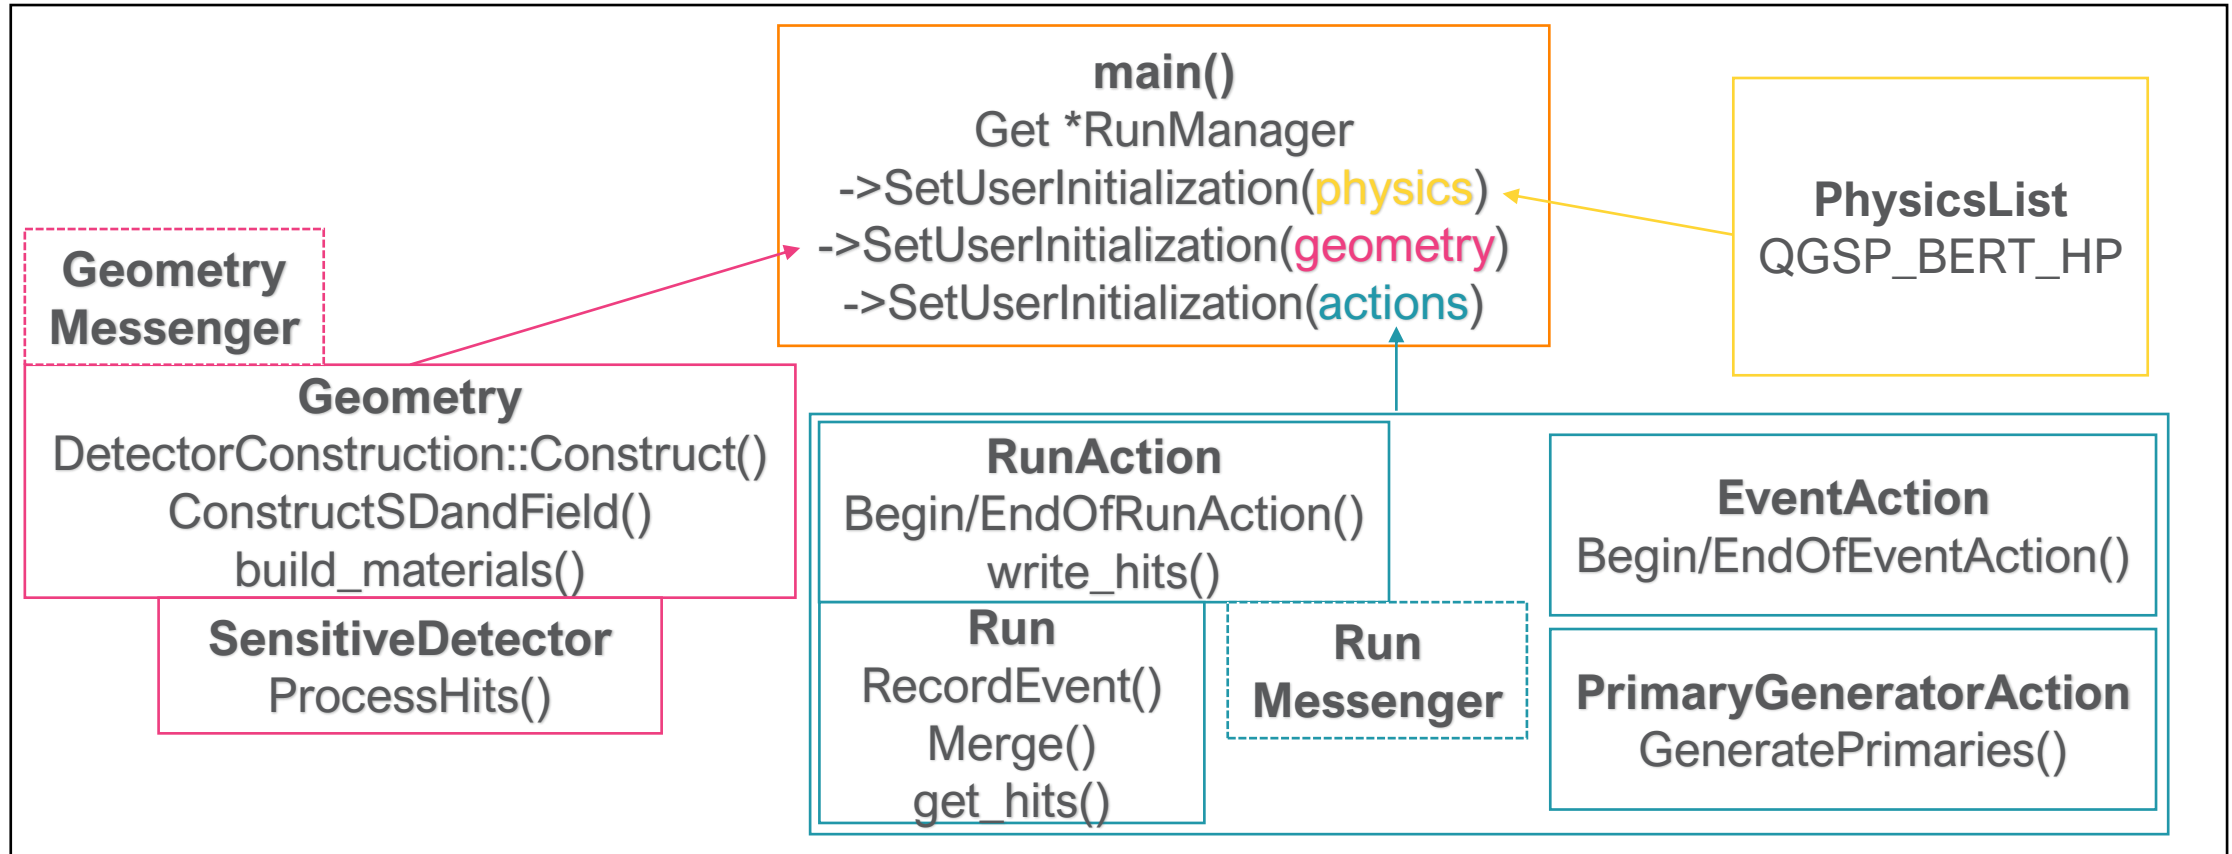 main()
Get *RunManager
->SetUserInitialization(physics)
->SetUserInitialization(geometry)
->SetUserInitialization(actions)
PhysicsList
QGSP_BERT_HP
Geometry
Messenger
Geometry
DetectorConstruction::Construct()
ConstructSDandField()
build_materials()
SensitiveDetector
ProcessHits()
RunAction
Begin/EndOfRunAction()
write_hits()
Run
RecordEvent()
Merge()
get_hits()
Run
Messenger
EventAction
Begin/EndOfEventAction()
PrimaryGeneratorAction
GeneratePrimaries()